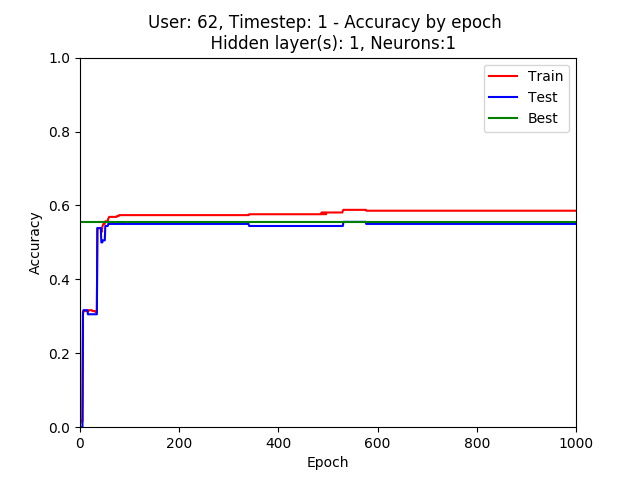 User: 62, Timestep: 1 - Accuracy by epoch
Hidden layer(s): 1, Neurons:1
1.0
Train
Test
Best
0.8
0.6
Accuracy
0.4
0.2
0.0
0 200 400 600 800 1000
Epoch